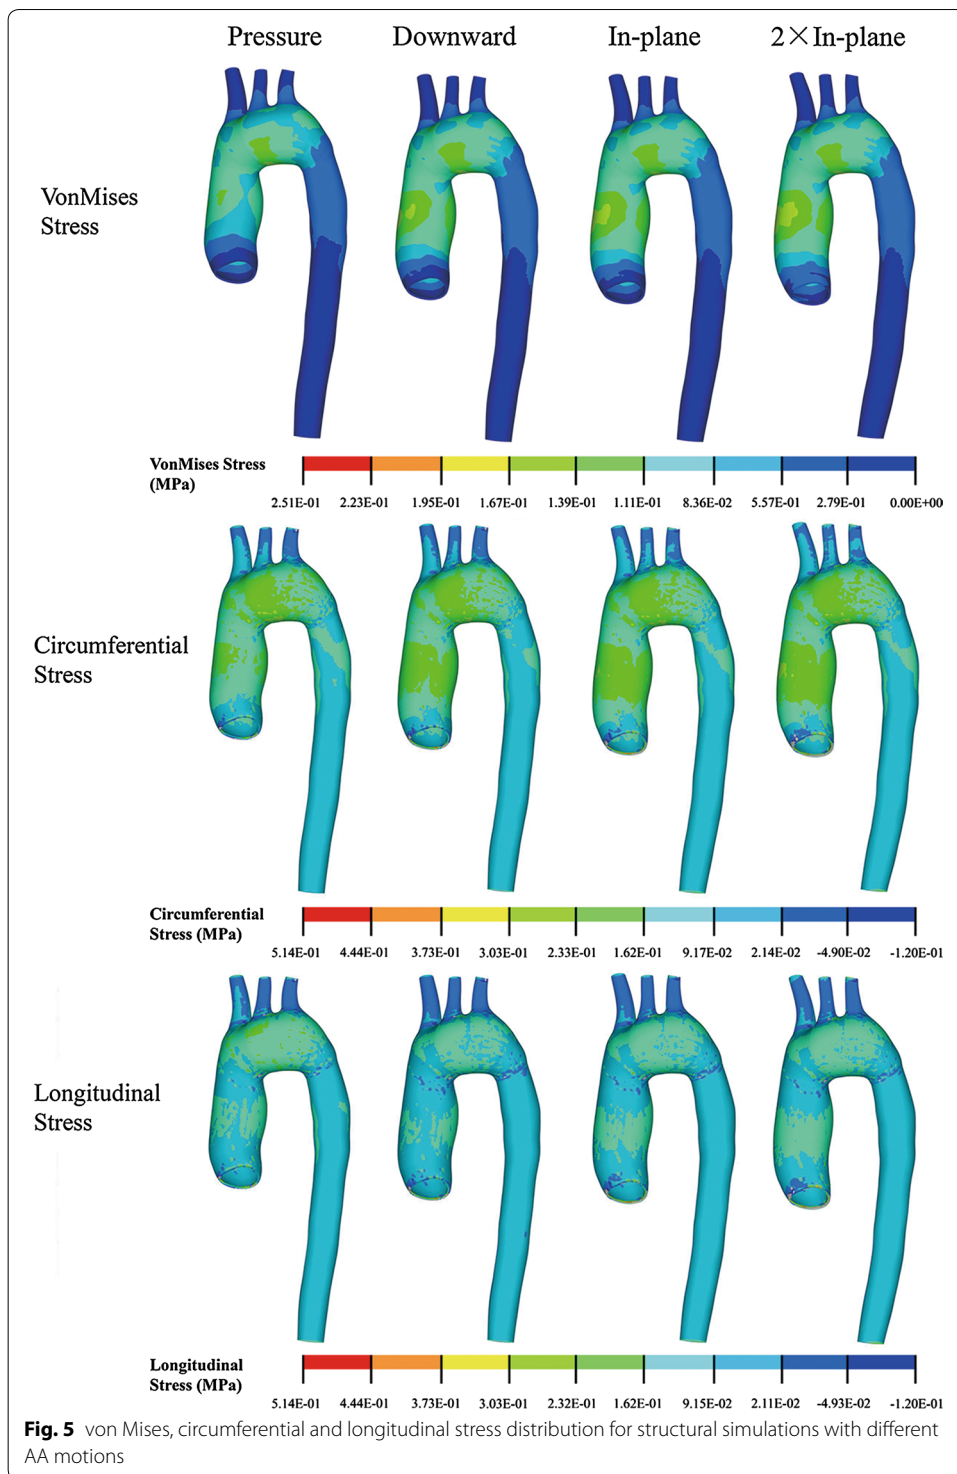 Pressure Downward In-plane 2×In-plane
VonMises
Stress
VonMises Stress
(MPa)
2.51E-01 2.23E-01 1.95E-01 1.67E-01 1.39E-01 1.11E-01 8.36E-02 5.57E-01 2.79E-01 0.00E+00
Circumferential
Stress
Circumferential
Stress (MPa)
5.14E-01 4.44E-01 3.73E-01 3.03E-01 2.33E-01 1.62E-01 9.17E-02 2.14E-02 -4.90E-02 -1.20E-01
Longitudinal
Stress
Longitudinal
Stress (MPa)
5.14E-01 4.44E-01 3.73E-01 3.03E-01 2.32E-01 1.62E-01 9.15E-02 2.11E-02 -4.93E-02 -1.20E-01
Fig. 5 von Mises, circumferential and longitudinal stress distribution for structural simulations with different
AA motions